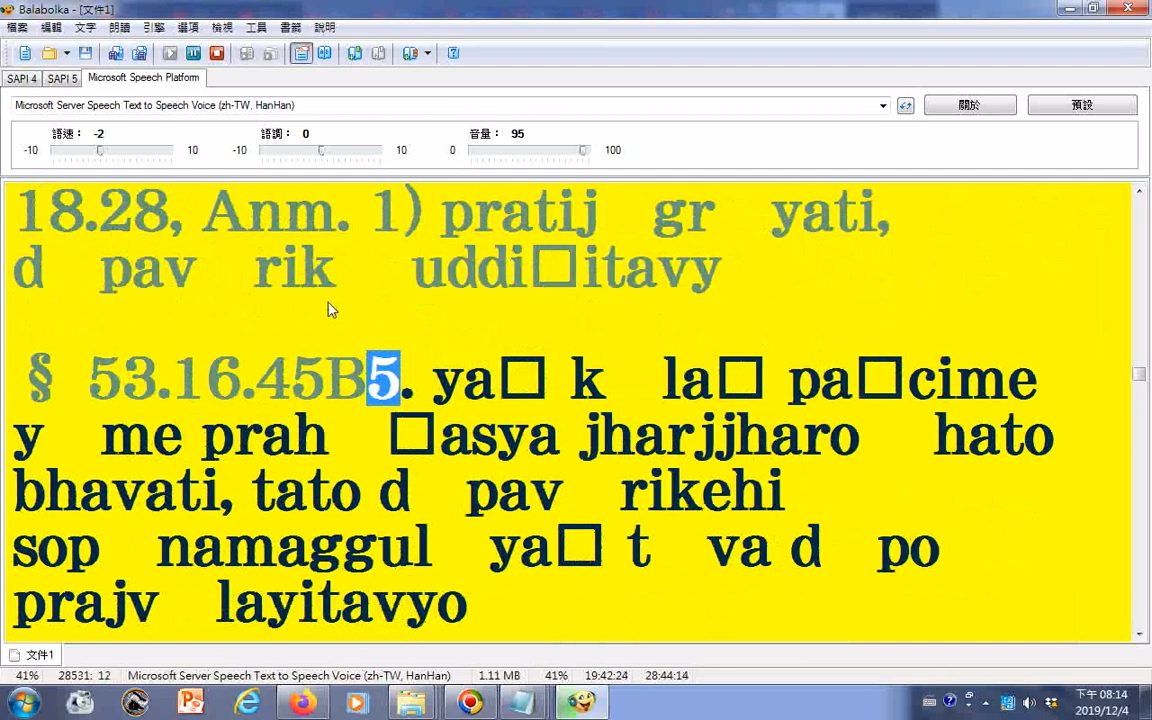 Balabolka - [文件1]
檔案 編輯 文字 朗讀 引擎 選項 檢視 工具 書籤 說明
SAPI 4 SAPI 5 Microsoft Speech Platform
Microsoft Server Speech Text to Speech Voice (zh-TW, HanHan) 關於 預設
語速： -2 語調： 0 音量： 95
-10 10 -10 10 0 100
18.28, Anm. 1) pratij gr yati,
d pav rik uddi□itavy
§ 53.16.45B5. ya□ k la□ pa□cime
y me prah □asya jharjjharo hato
bhavati, tato d pav rikehi
sop namaggul ya□ t va d po
prajv layitavyo
文件1
41% 28531: 12 Microsoft Server Speech Text to Speech Voice (zh-TW, HanHan) 1.11 MB 41% 19:42:24 28:44:14
下午 08:14
2019/12/4